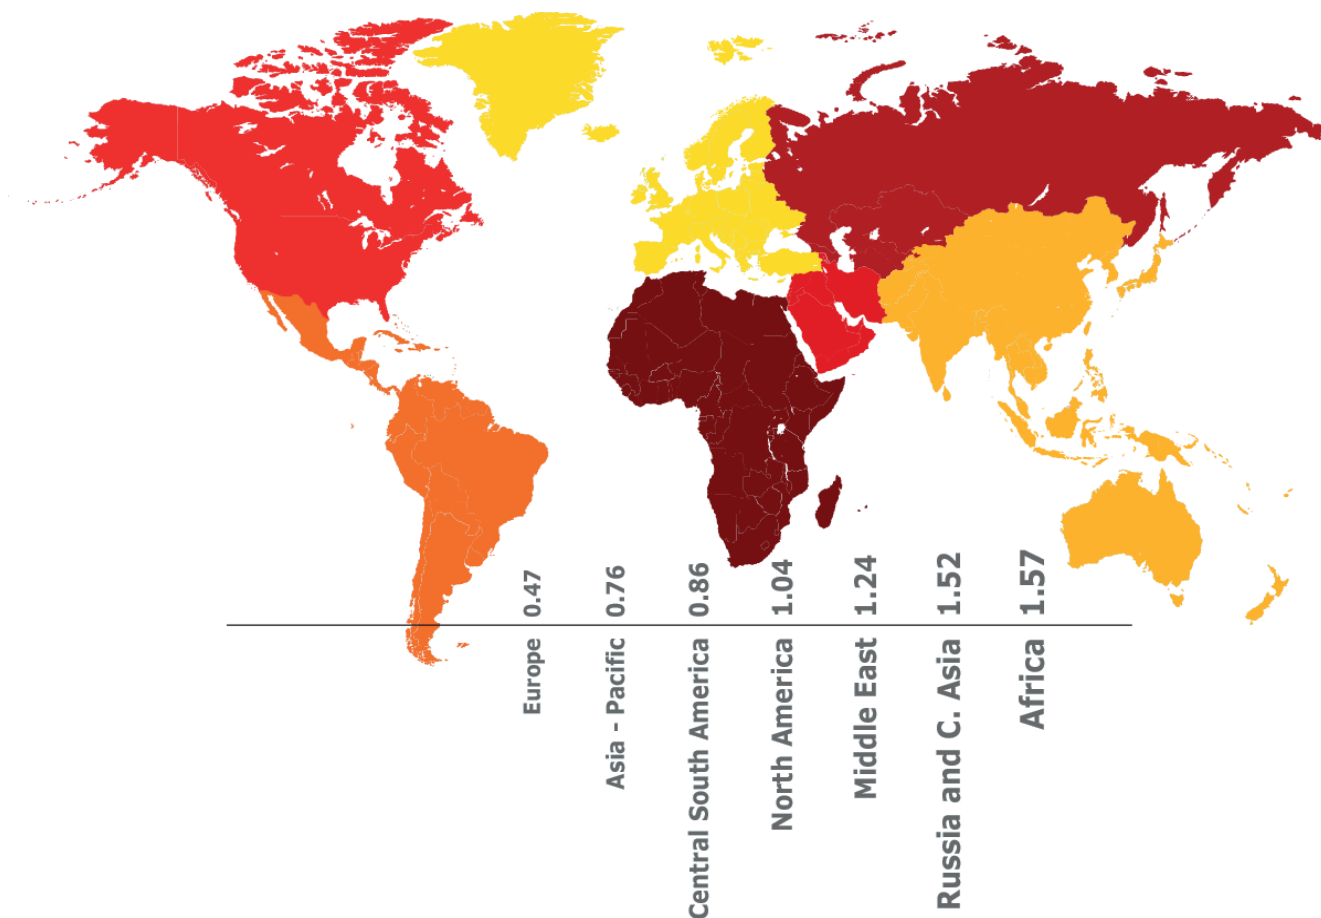 Europe 0.47
Asia - Pacific 0.76
Central South America 0.86
North America 1.04
Middle East 1.24
Russia and C. Asia 1.52
Africa 1.57